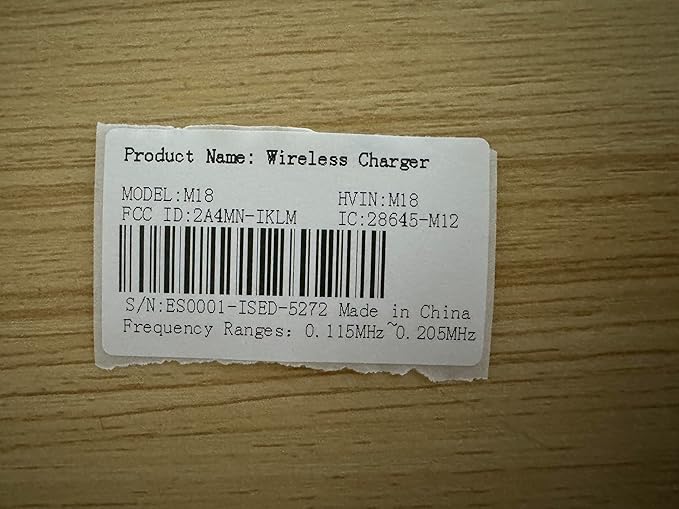 Product Name: Wireless Charger
MODEL:M18 HVIN:M18
FCC ID:2A4MN-IKLM IC:28645-M12
S/N:ES0001-ISED-5272 Made in China
Frequency Ranges: 0.115MHz~0.205MHz